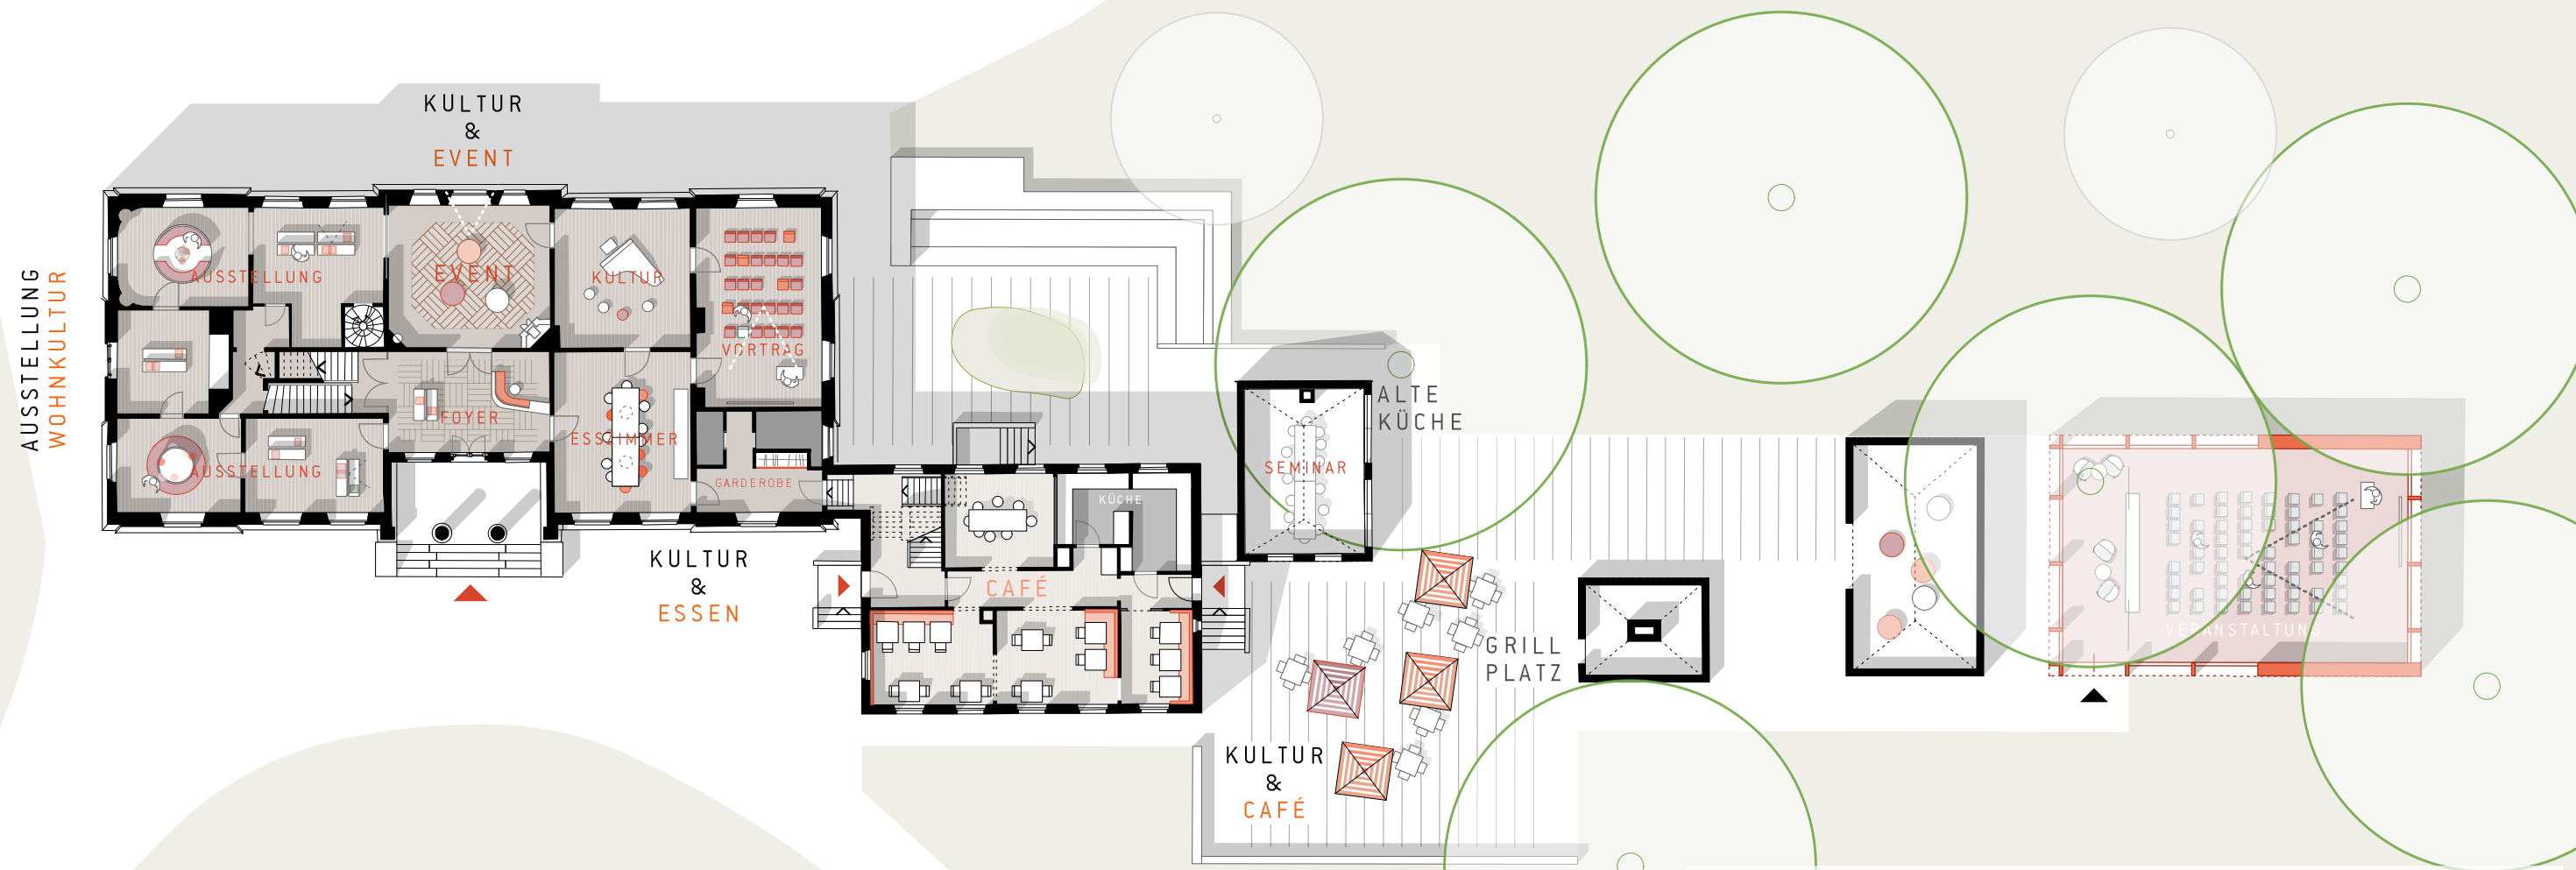 AUSSTELLUNG
WOHNKULTUR
KULTUR
&
EVENT
AUSSTELLUNG
EVENT
KULTUR
VORTRAG
FOYER
ESSZIMMER
AUSSTELLUNG
GARDEROBE
KULTUR
&
ESSEN
KÜCHE
CAFÉ
ALTE
KÜCHE
SEMINAR
GRILL
PLATZ
KULTUR
&
CAFÉ
VERANSTALTUNG